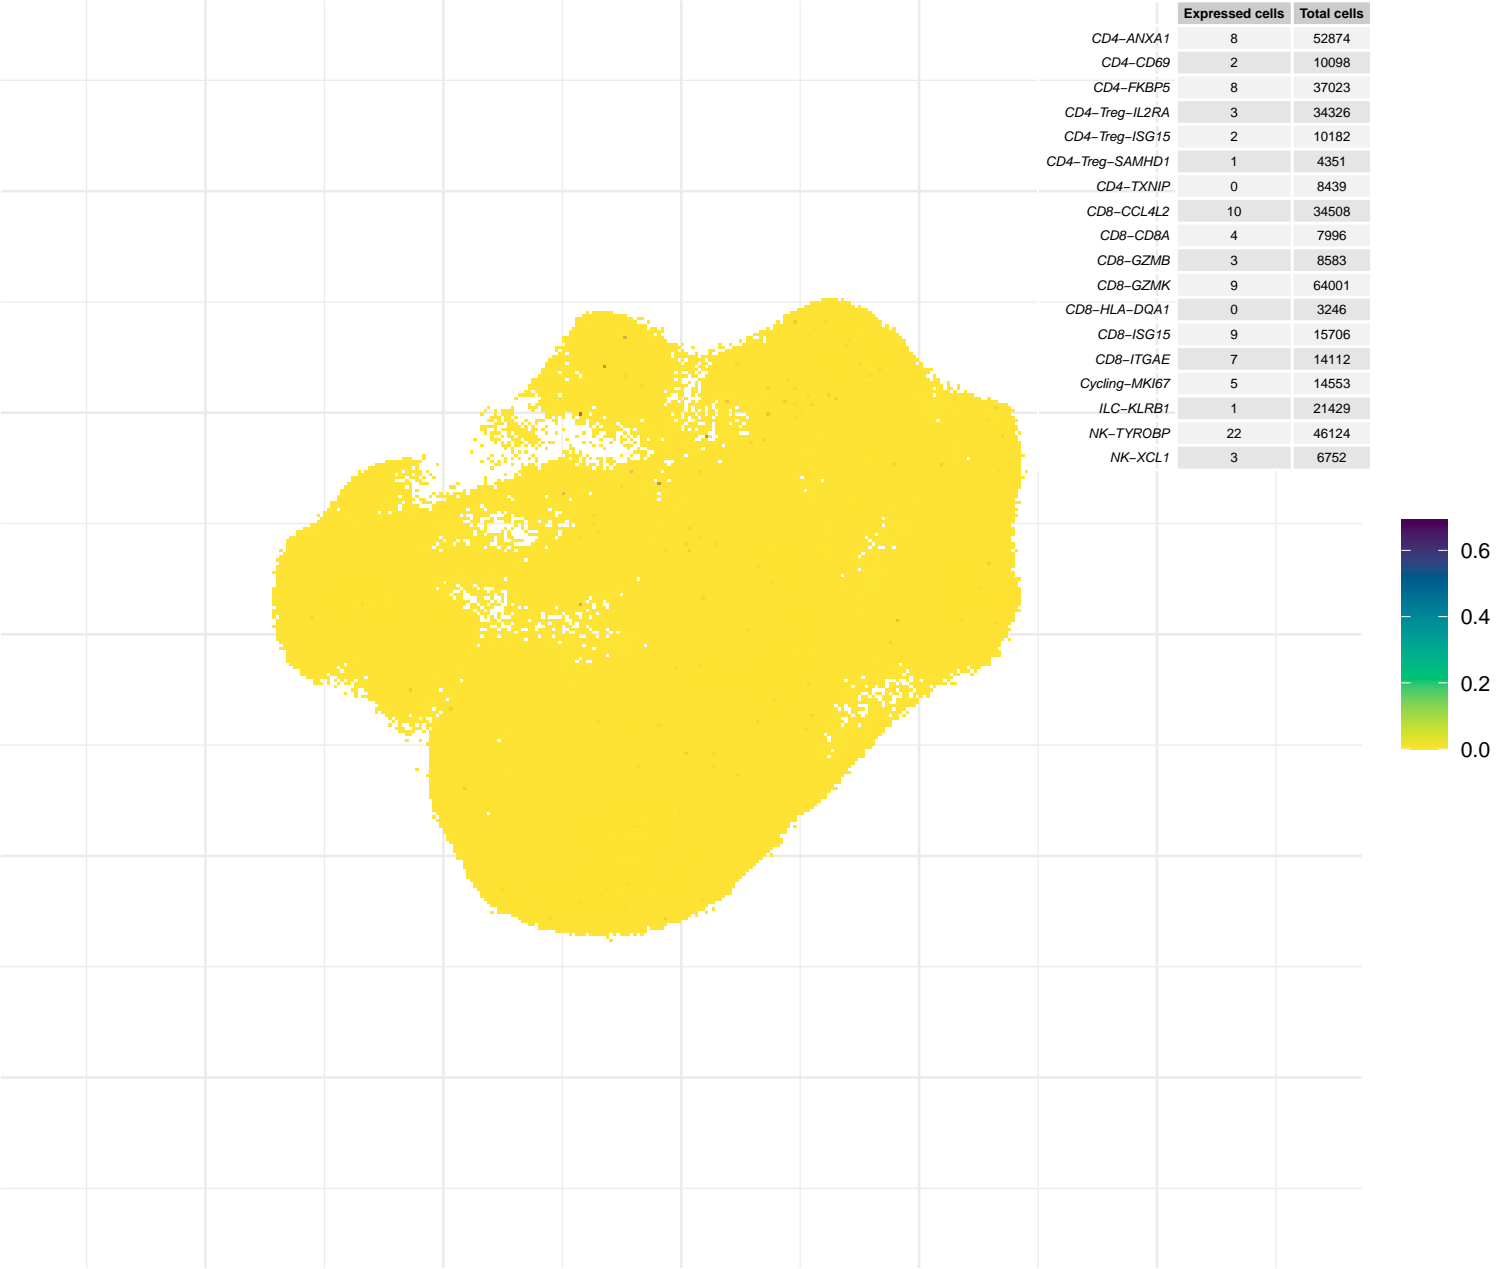 Expressed cells Total cells
CD4−ANXA1 8 52874
CD4−CD69 2 10098
CD4−FKBP5 8 37023
CD4−Treg−IL2RA 3 34326
CD4−Treg−ISG15 2 10182
CD4−Treg−SAMHD1 1 4351
CD4−TXNIP 0 8439
CD8−CCL4L2 10 34508
CD8−CD8A 4 7996
CD8−GZMB 3 8583
CD8−GZMK 9 64001
CD8−HLA−DQA1 0 3246
CD8−ISG15 9 15706
CD8−ITGAE 7 14112
Cycling−MKI67 5 14553
ILC−KLRB1 1 21429
NK−TYROBP 22 46124
NK−XCL1 3 6752
0.6
0.4
0.2
0.0